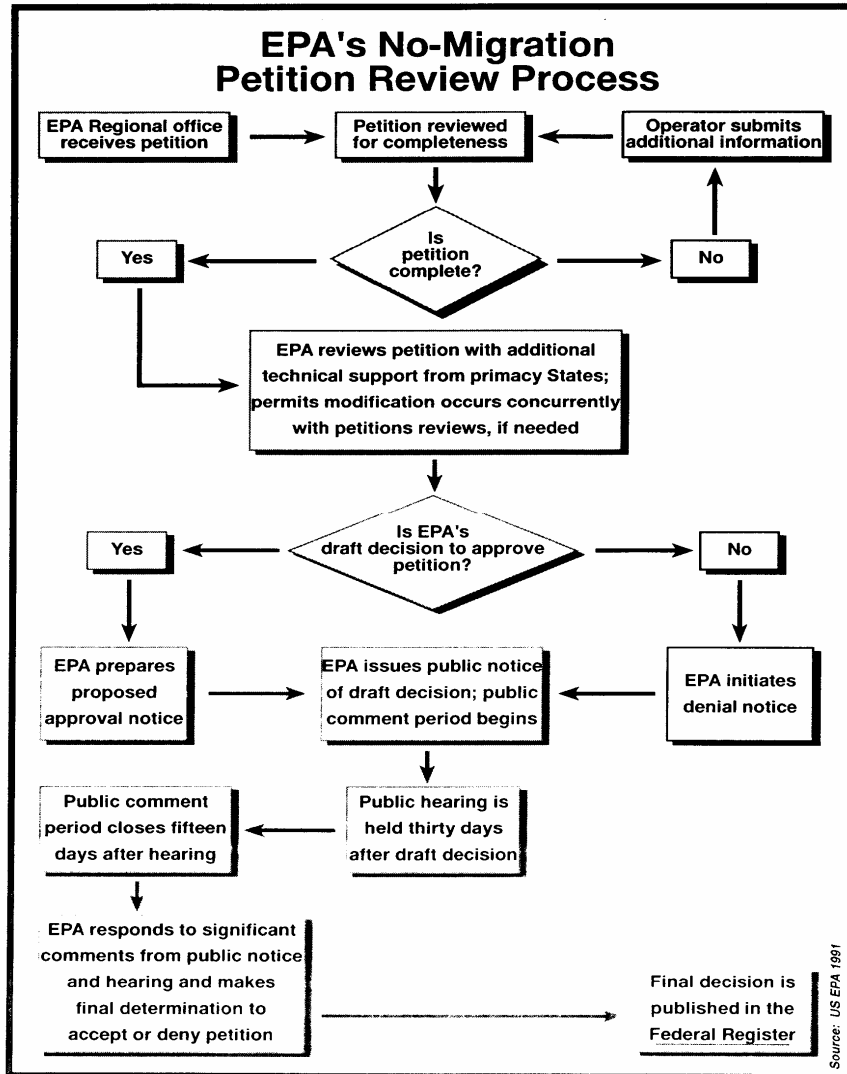 EPA's No-Migration
Petition Review Process
EPA Regional office
receives petition
Petition reviewed
for completeness
Operator submits
additional information
Is
petition
complete?
Yes
No
EPA reviews petition with additional
technical support from primacy States;
permits modification occurs concurrently
with petitions reviews, if needed
Is EPA's
draft decision to approve
petition?
Yes
No
EPA prepares
proposed
approval notice
EPA issues public notice
of draft decision; public
comment period begins
EPA initiates
denial notice
Public comment
period closes fifteen
days after hearing
Public hearing is
held thirty days
after draft decision
EPA responds to significant
comments from public notice
and hearing and makes
final determination to
accept or deny petition
Final decision is
published in the
Federal Register
Source: US EPA 1991